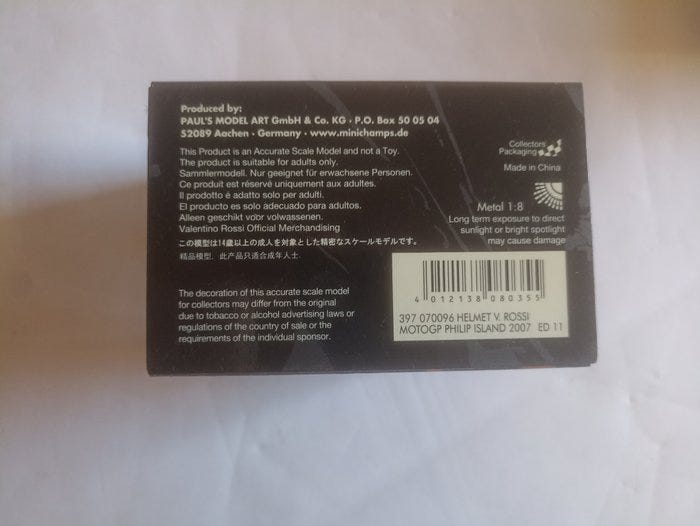 Produced by:
PAUL'S MODEL ART GmbH & Co. KG · P.O. Box 50 05 04
52089 Aachen · Germany · www.minichamps.de
This Product is an Accurate Scale Model and not a Toy.
The product is suitable for adults only.
Sammlermodell. Nur geeignet für erwachsene Personen.
Ce produit est réservé uniquement aux adultes.
Il prodotto é adatto solo per adulti.
El producto es solo adecuado para adultos.
Alleen geschikt voor volwassenen.
Valentino Rossi Official Merchandising
この模型は14歳以上の成人を対象とした精密なスケールモデルです。
精品模型，此产品只适合成年人士.
The decoration of this accurate scale model
for collectors may differ from the original
due to tobacco or alcohol advertising laws or
regulations of the country of sale or the
requirements of the individual sponsor.
Collectors
Packaging
Made in China
Metal 1:8
Long term exposure to direct
sunlight or bright spotlight
may cause damage
4 012138 080355
397 070096 HELMET V. ROSSI
MOTOGP PHILIP ISLAND 2007 ED 11